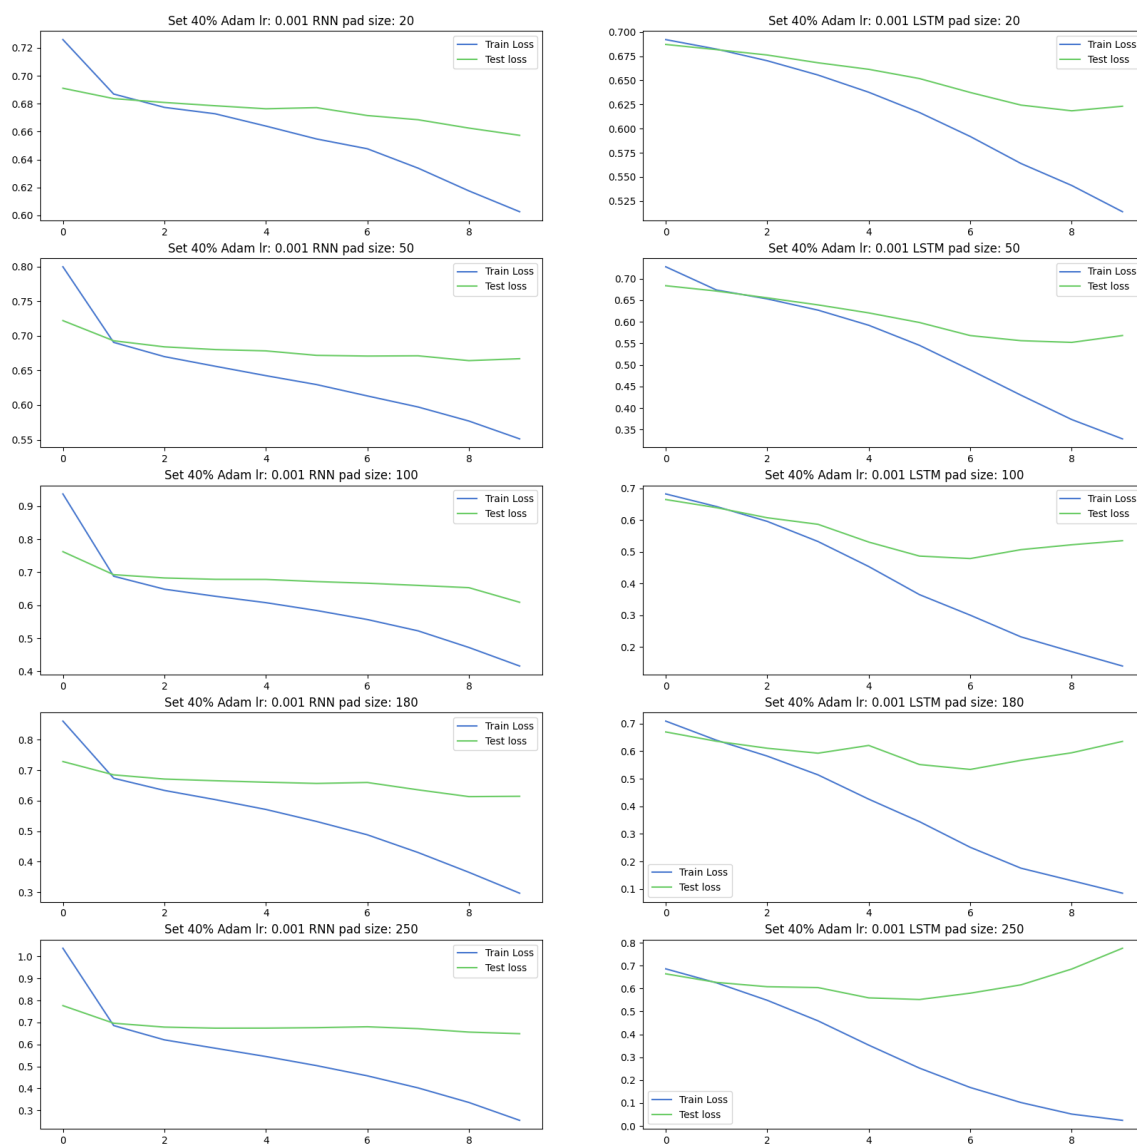 Set 40% Adam lr: 0.001 RNN pad size: 20
0.72
0.70
0.68
0.66
0.64
0.62
0.60
Train Loss
Test loss
0 2 4 6 8
Set 40% Adam lr: 0.001 LSTM pad size: 20
0.700
0.675
0.650
0.625
0.600
0.575
0.550
0.525
Train Loss
Test loss
0 2 4 6 8
Set 40% Adam lr: 0.001 RNN pad size: 50
0.80
0.75
0.70
0.65
0.60
0.55
Train Loss
Test loss
0 2 4 6 8
Set 40% Adam lr: 0.001 LSTM pad size: 50
0.70
0.65
0.60
0.55
0.50
0.45
0.40
0.35
Train Loss
Test loss
0 2 4 6 8
Set 40% Adam lr: 0.001 RNN pad size: 100
0.9
0.8
0.7
0.6
0.5
0.4
Train Loss
Test loss
0 2 4 6 8
Set 40% Adam lr: 0.001 LSTM pad size: 100
0.7
0.6
0.5
0.4
0.3
0.2
Train Loss
Test loss
0 2 4 6 8
Set 40% Adam lr: 0.001 RNN pad size: 180
0.8
0.7
0.6
0.5
0.4
0.3
Train Loss
Test loss
0 2 4 6 8
Set 40% Adam lr: 0.001 LSTM pad size: 180
0.7
0.6
0.5
0.4
0.3
0.2
0.1
Train Loss
Test loss
0 2 4 6 8
Set 40% Adam lr: 0.001 RNN pad size: 250
1.0
0.9
0.8
0.7
0.6
0.5
0.4
0.3
Train Loss
Test loss
0 2 4 6 8
Set 40% Adam lr: 0.001 LSTM pad size: 250
0.8
0.7
0.6
0.5
0.4
0.3
0.2
0.1
0.0
Train Loss
Test loss
0 2 4 6 8